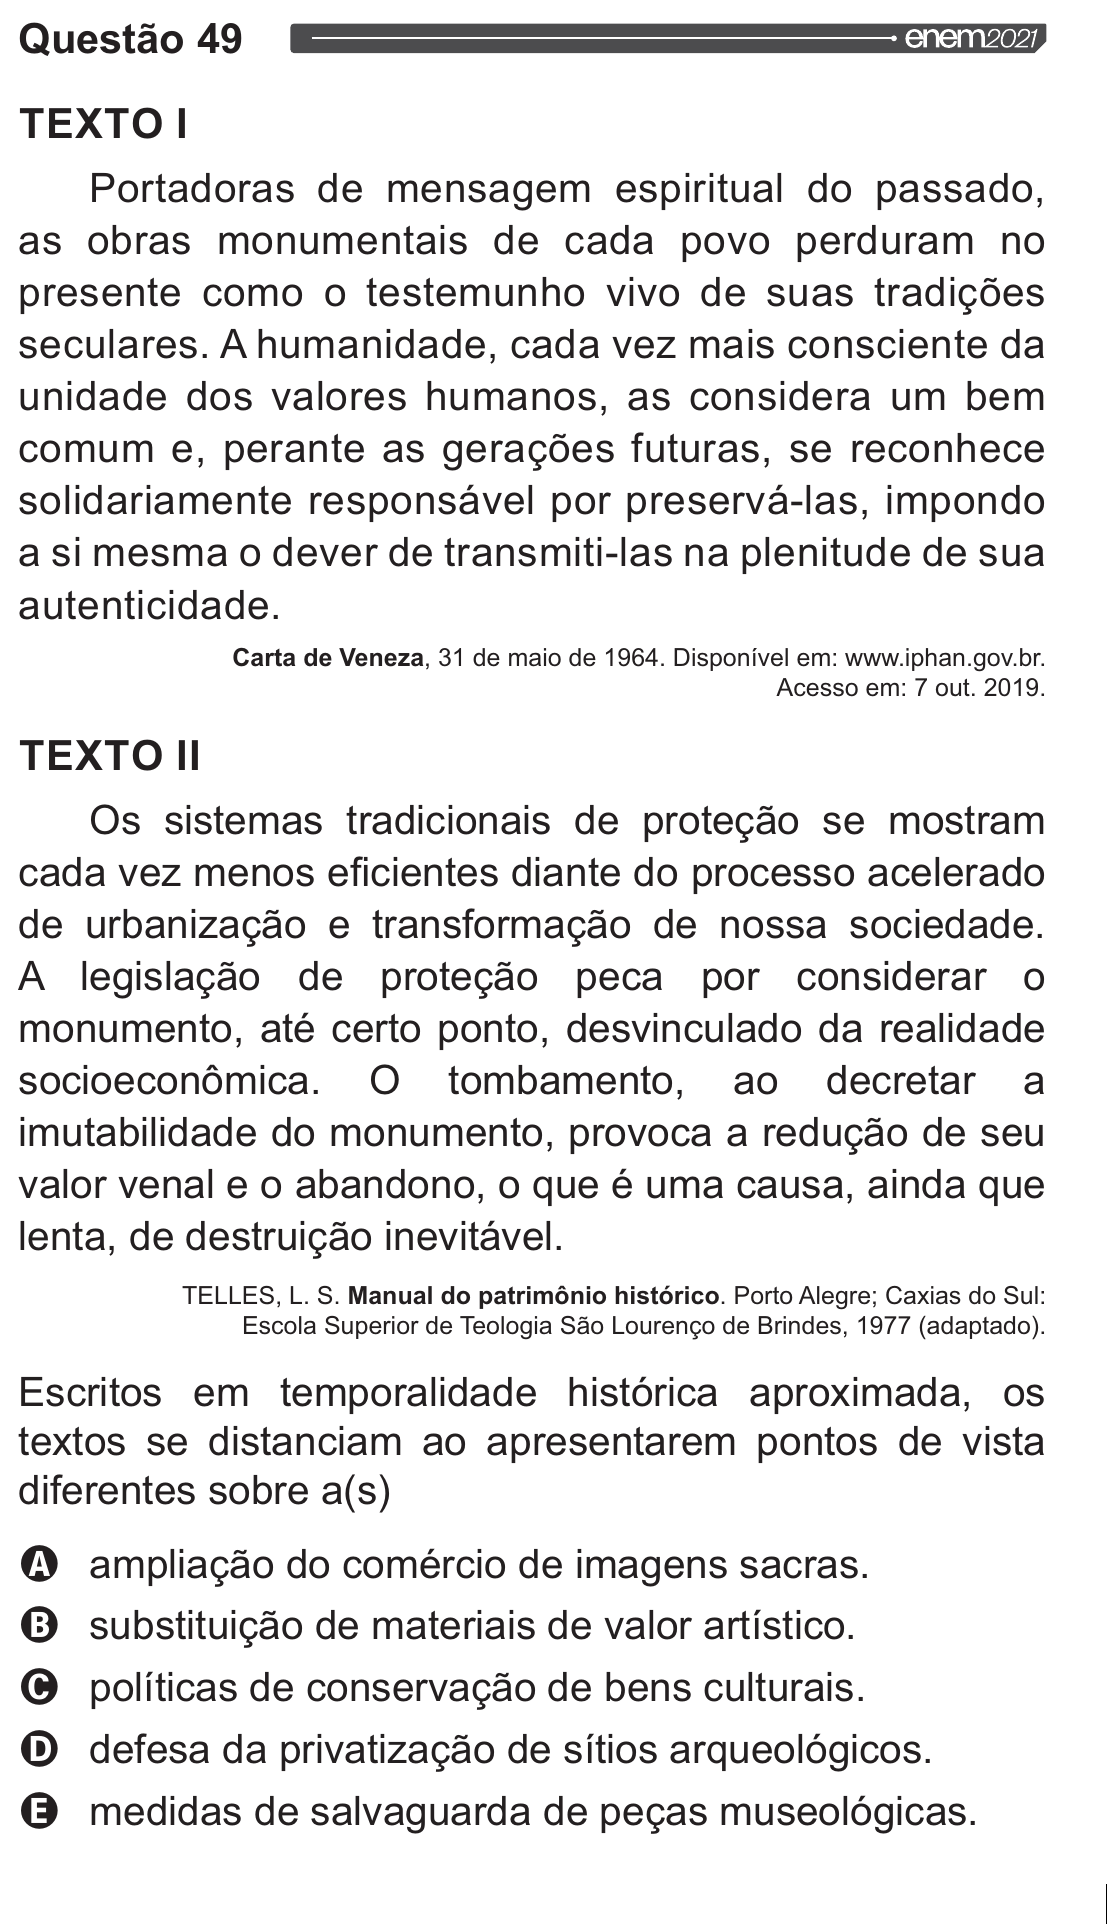 Questão 49
enem2021
TEXTO I
Portadoras de mensagem espiritual do passado,
as obras monumentais de cada povo perduram no
presente como o testemunho vivo de suas tradições
seculares. A humanidade, cada vez mais consciente da
unidade dos valores humanos, as considera um bem
comum e, perante as gerações futuras, se reconhece
solidariamente responsável por preservá-las, impondo
a si mesma o dever de transmiti-las na plenitude de sua
autenticidade.
Carta de Veneza, 31 de maio de 1964. Disponível em: www.iphan.gov.br.
Acesso em: 7 out. 2019.
TEXTO II
Os sistemas tradicionais de proteção se mostram
cada vez menos eficientes diante do processo acelerado
de urbanização e transformação de nossa sociedade.
A legislação de proteção peca por considerar o
monumento, até certo ponto, desvinculado da realidade
socioeconômica. O tombamento, ao decretar a
imutabilidade do monumento, provoca a redução de seu
valor venal e o abandono, o que é uma causa, ainda que
lenta, de destruição inevitável.
TELLES, L. S. Manual do patrimônio histórico. Porto Alegre; Caxias do Sul:
Escola Superior de Teologia São Lourenço de Brindes, 1977 (adaptado).
Escritos em temporalidade histórica aproximada, os
textos se distanciam ao apresentarem pontos de vista
diferentes sobre a(s)
A ampliação do comércio de imagens sacras.
B substituição de materiais de valor artístico.
C políticas de conservação de bens culturais.
D defesa da privatização de sítios arqueológicos.
E medidas de salvaguarda de peças museológicas.